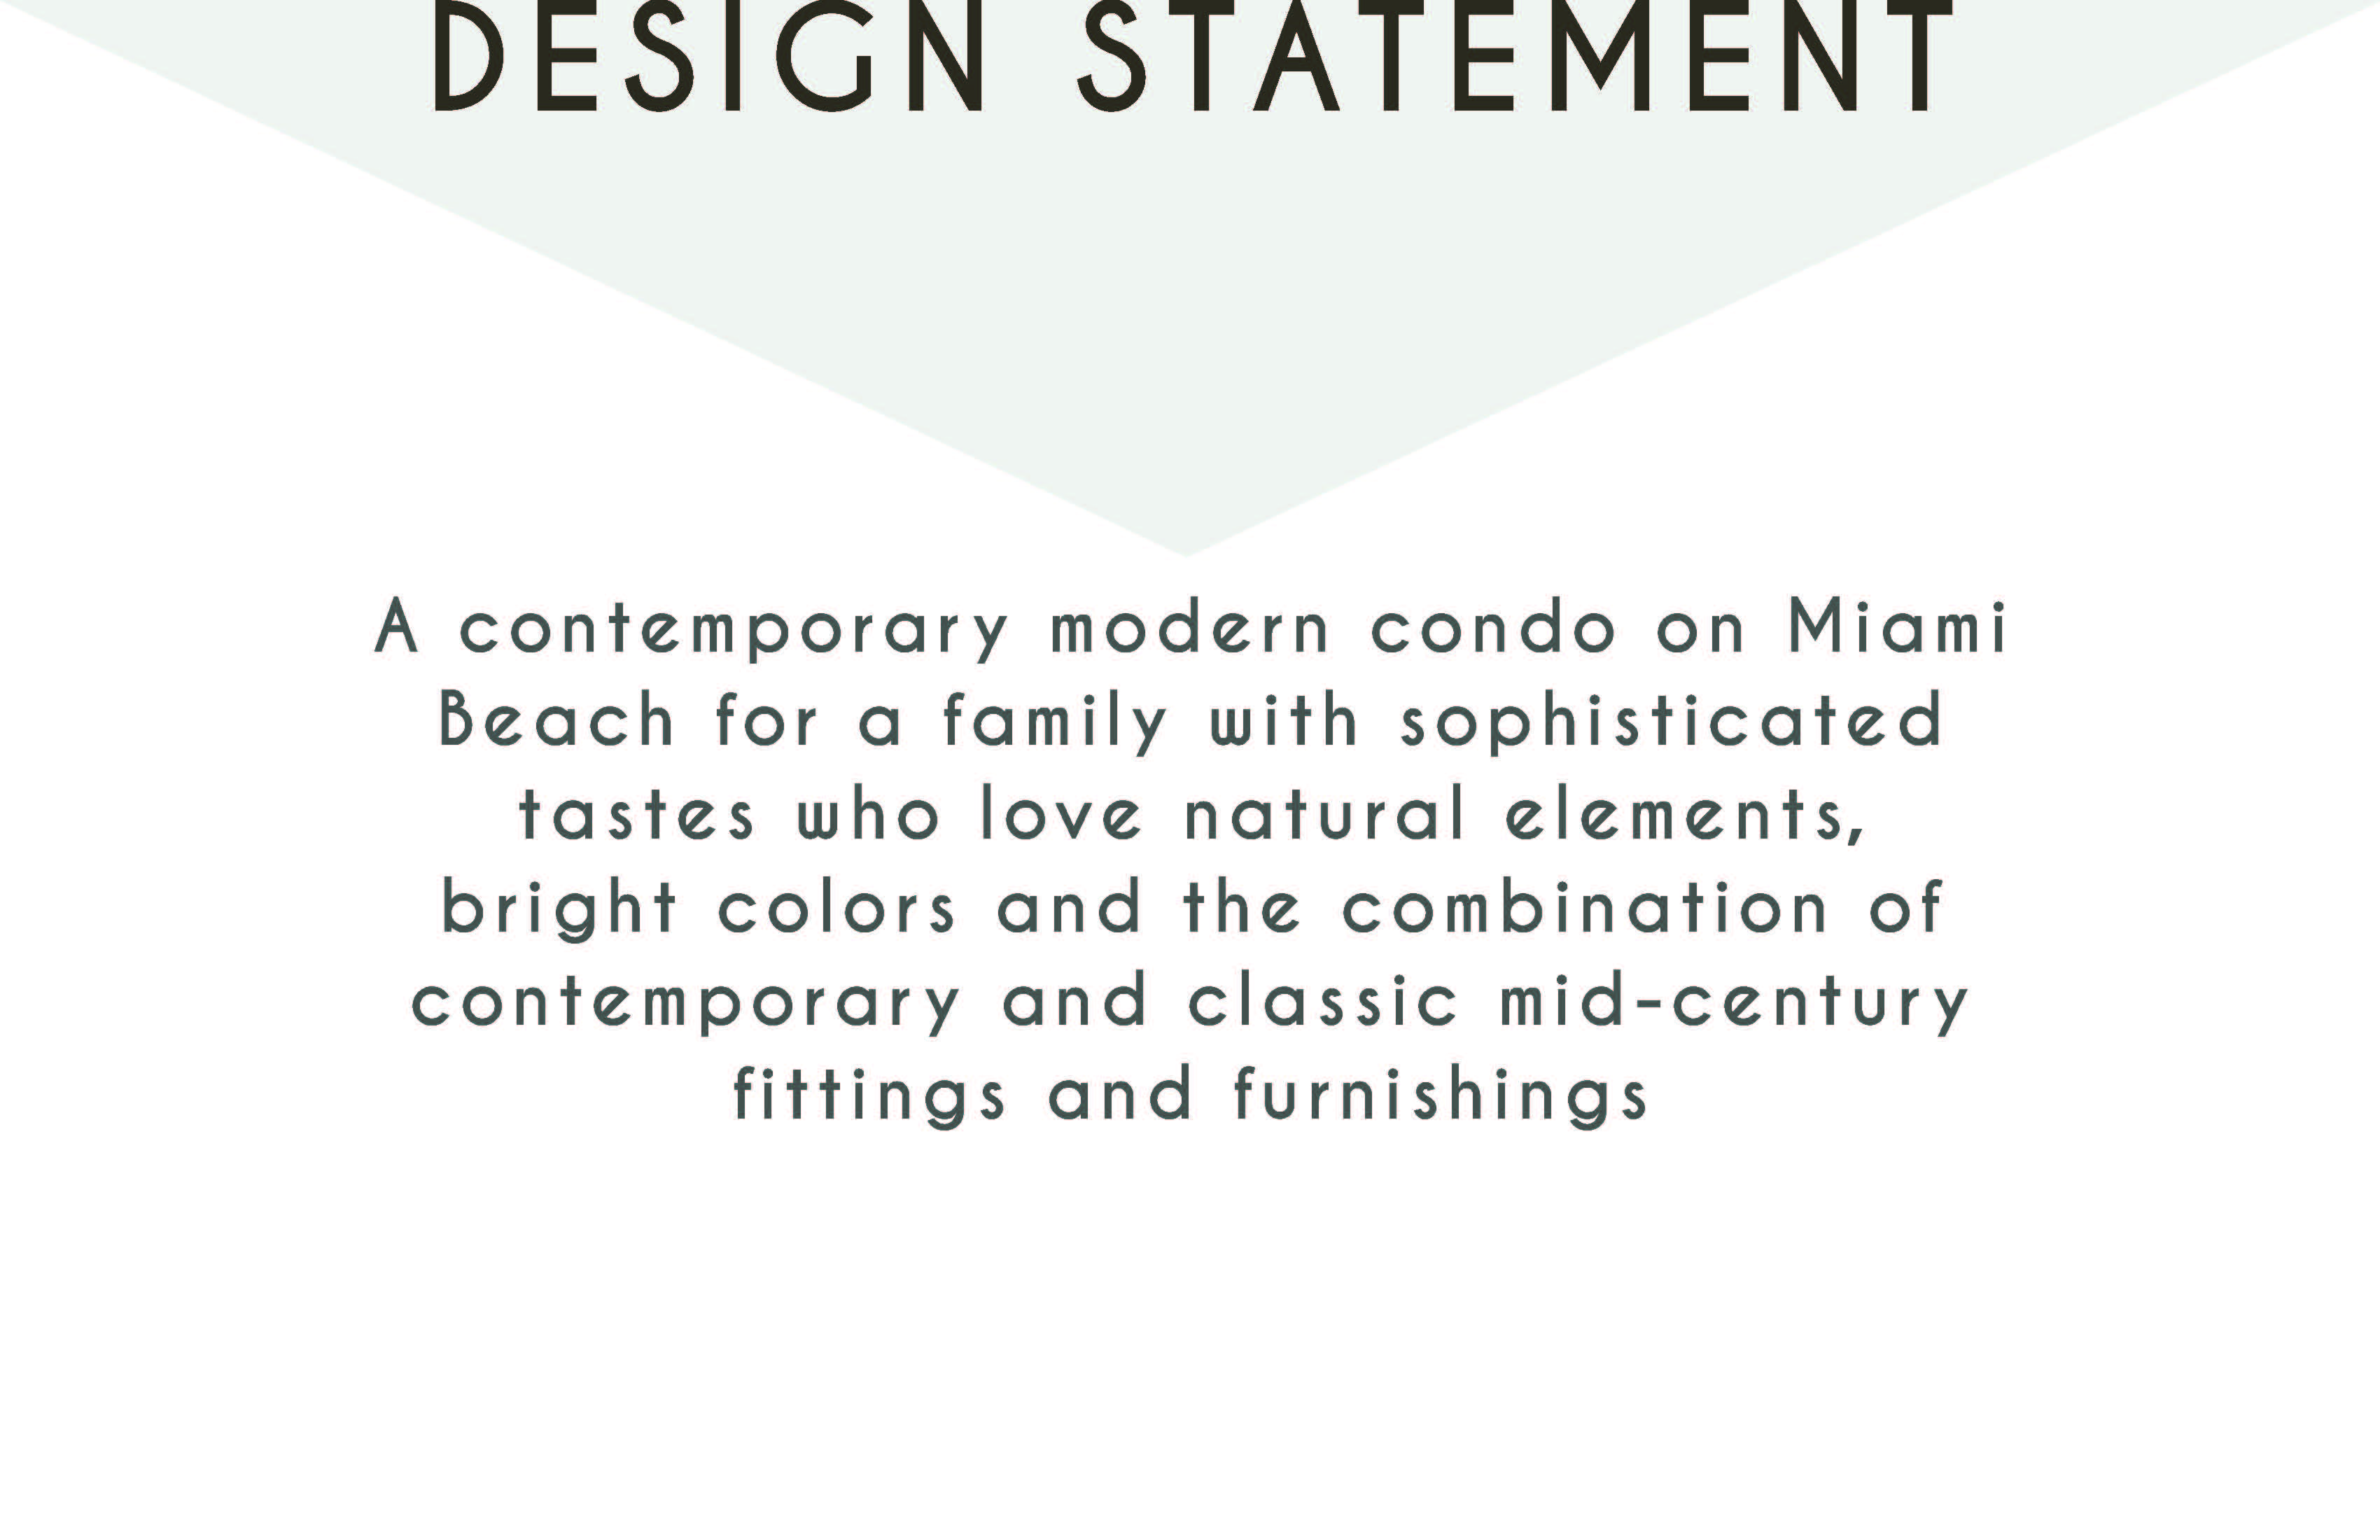 DESIGN STATEMENT
A contemporary modern condo on Miami
Beach for a family with sophisticated
tastes who love natural elements,
bright colors and the combination of
contemporary and classic mid-century
fittings and furnishings